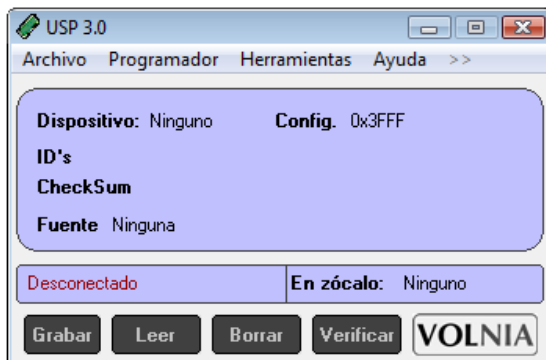 USP 3.0
Archivo Programador Herramientas Ayuda >>
Dispositivo: Ninguno Config. 0x3FFF
ID's
CheckSum
Fuente Ninguna
Desconectado En zócalo: Ninguno
Grabar Leer Borrar Verificar VOLNIA